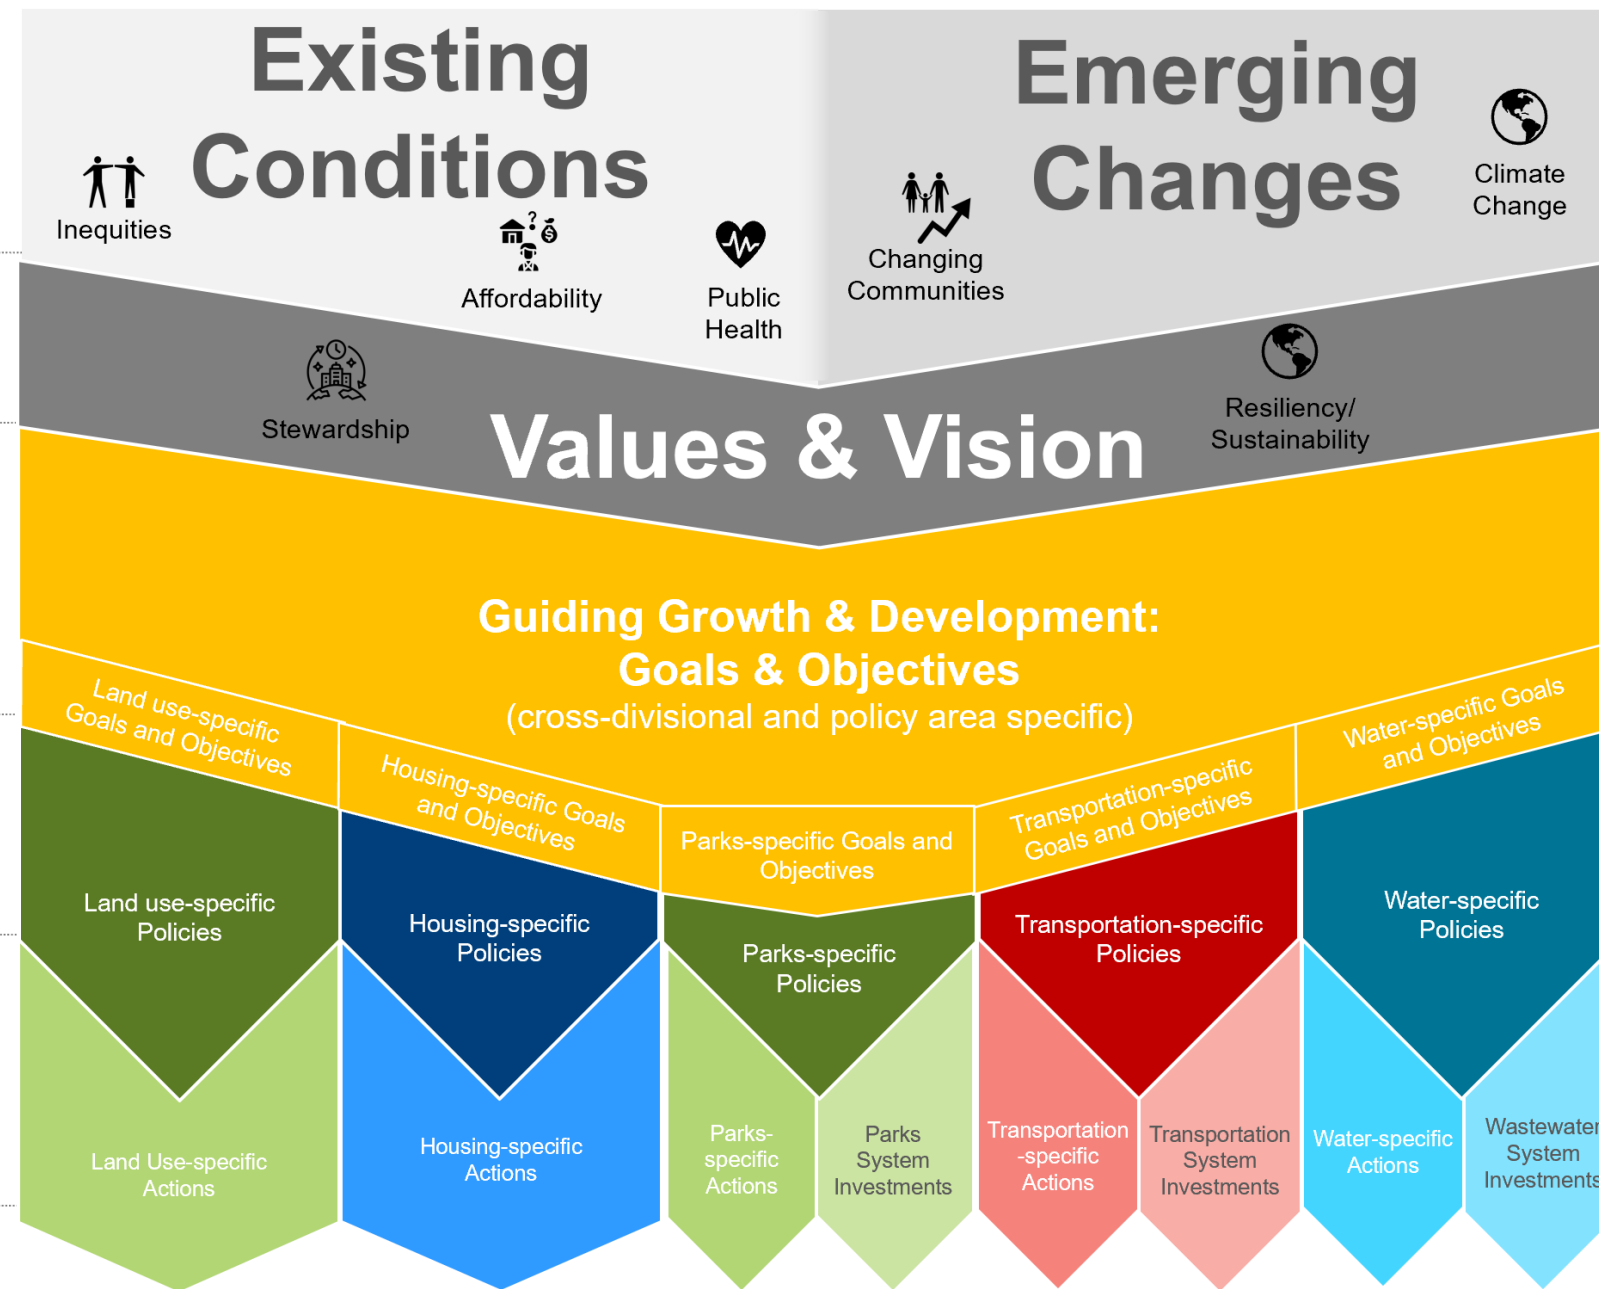 Existing
Conditions
Emerging
Changes
Inequities
Affordability
?
$
Public
Health
Changing
Communities
Climate
Change
Stewardship
Values & Vision
Resiliency/
Sustainability
Guiding Growth & Development:
Goals & Objectives
(cross-divisional and policy area specific)
Land use-specific
Goals and Objectives
Housing-specific Goals
and Objectives
Parks-specific Goals and
Objectives
Transportation-specific
Goals and Objectives
Water-specific Goals
and Objectives
Land use-specific
Policies
Housing-specific
Policies
Parks-specific
Policies
Transportation-specific
Policies
Water-specific
Policies
Land Use-specific
Actions
Housing-specific
Actions
Parks-
specific
Actions
Parks
System
Investments
Transportation
-specific
Actions
Transportation
System
Investments
Water-specific
Actions
Wastewater
System
Investments